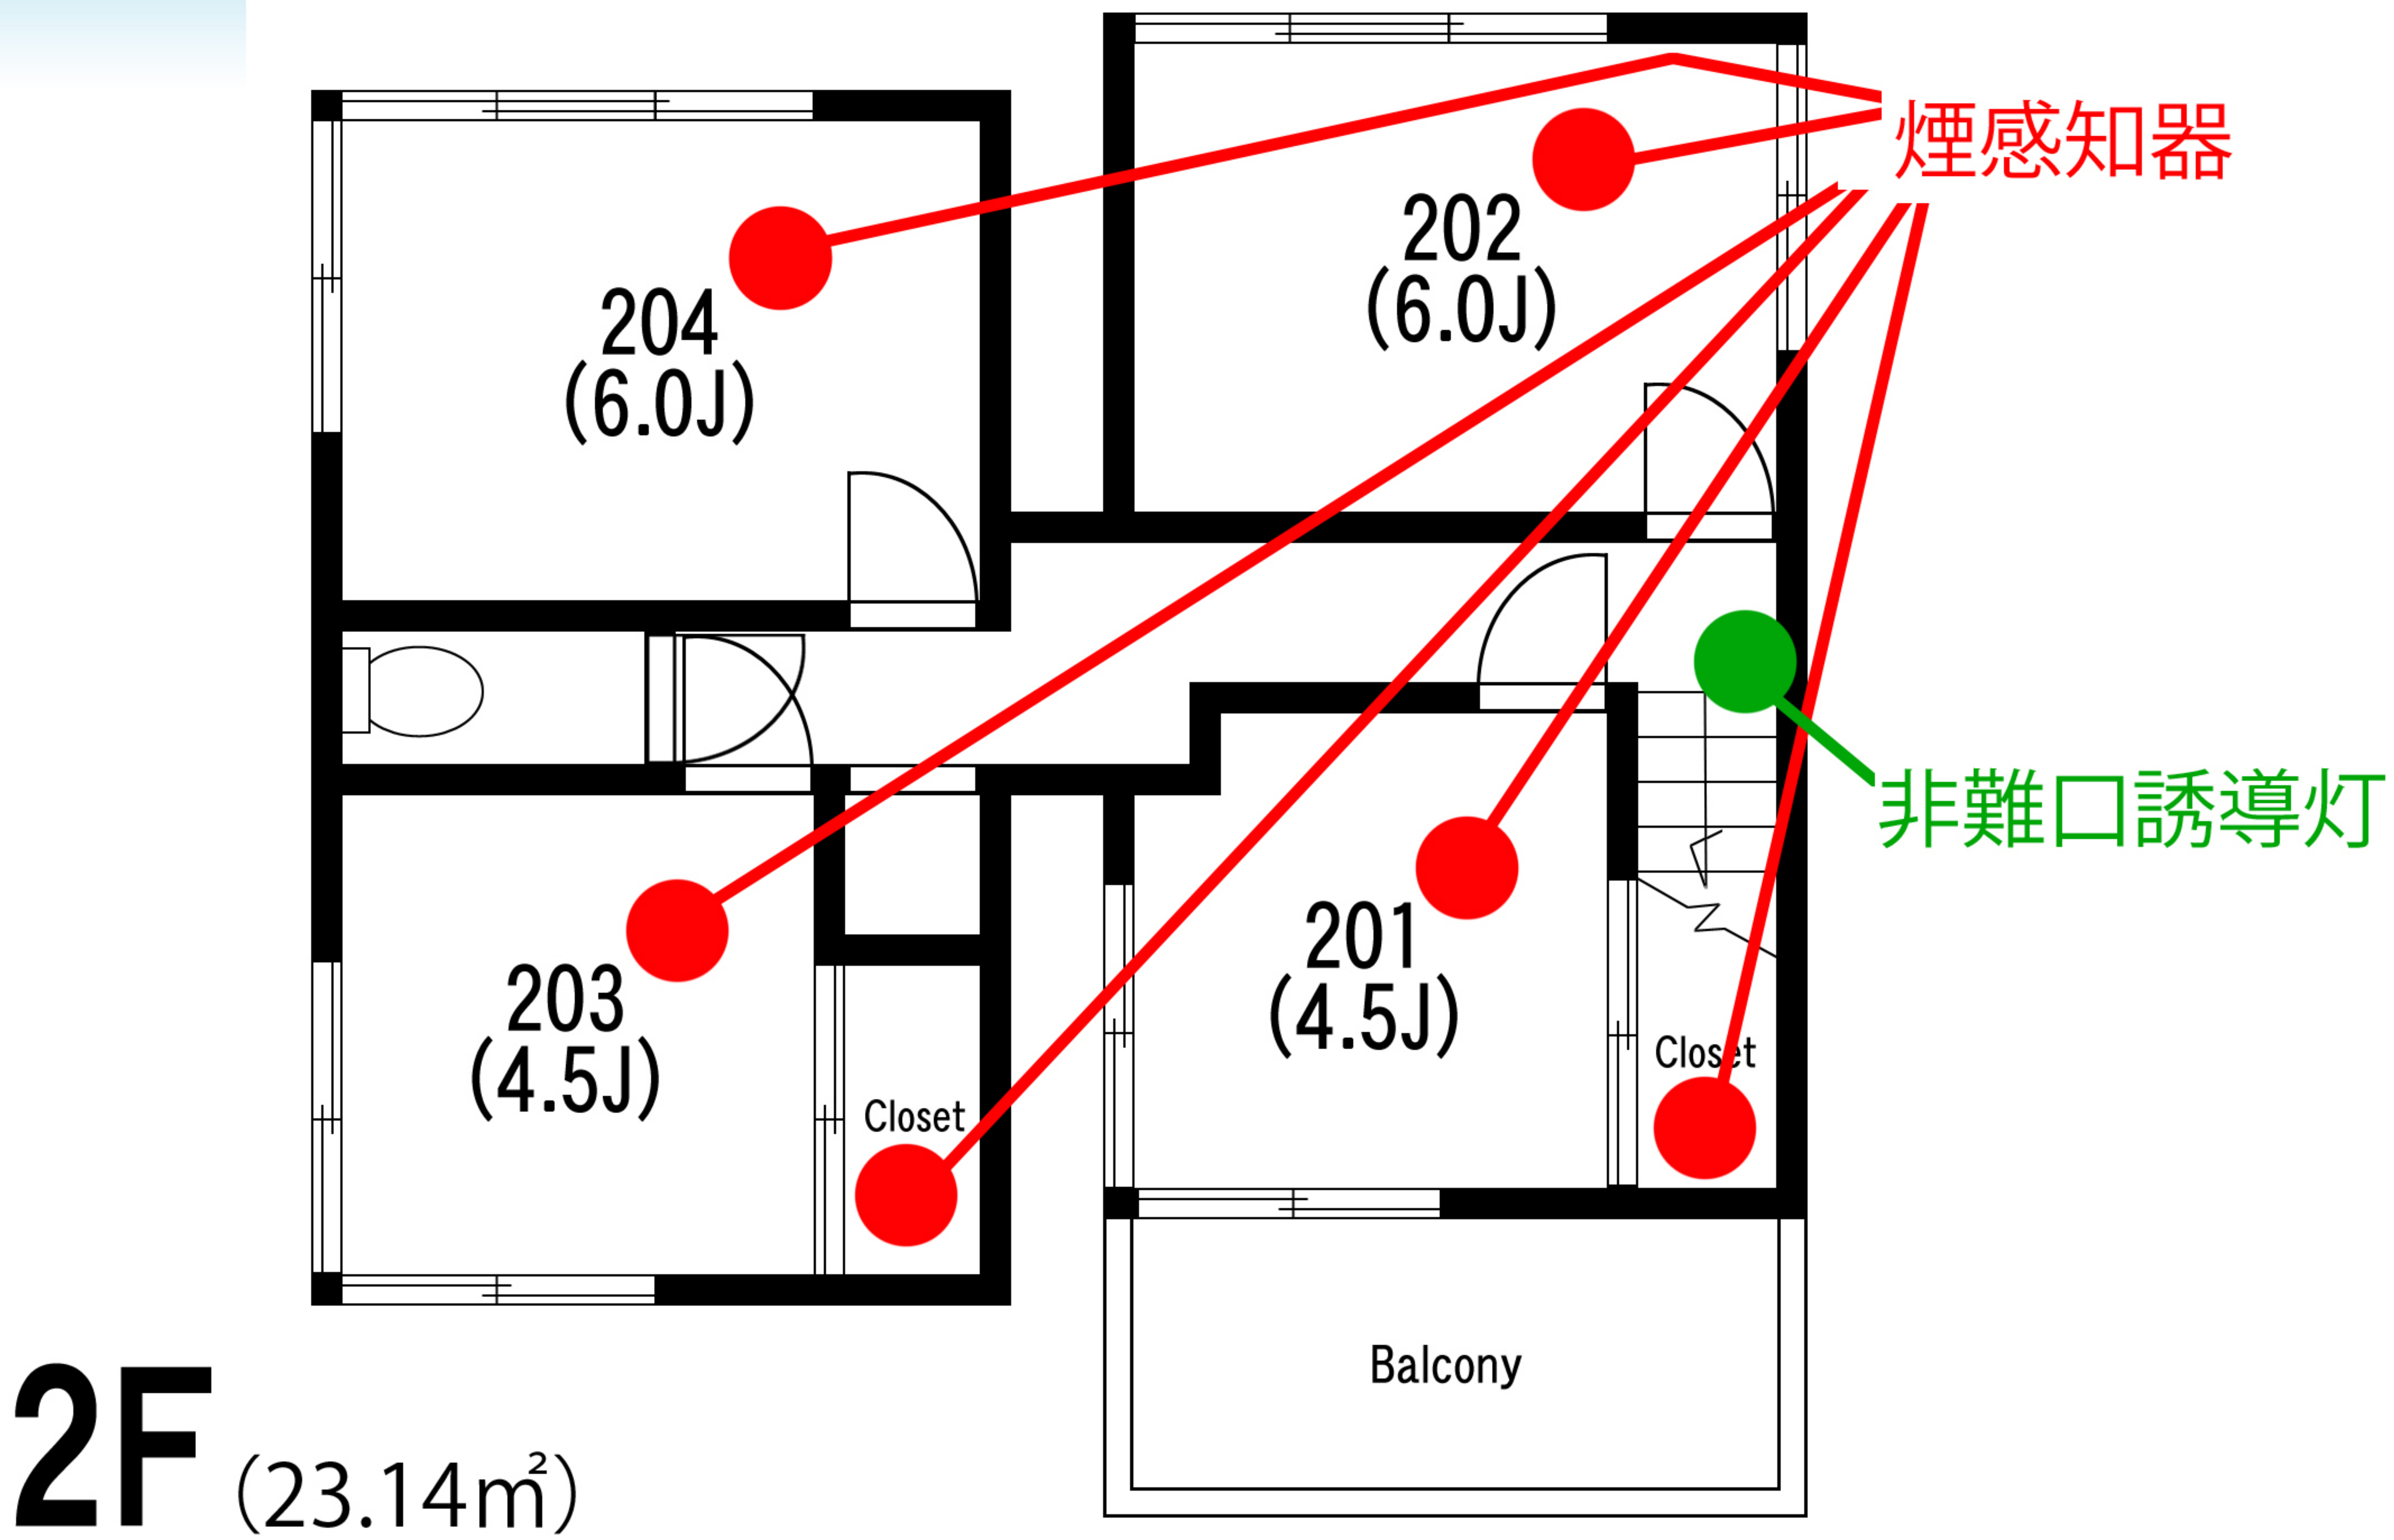 煙感知器
202
(6.0J)
204
(6.0J)
非難口誘導灯
201
(4.5J)
203
(4.5J)
Closet
Closet
Balcony
2F (23.14㎡)